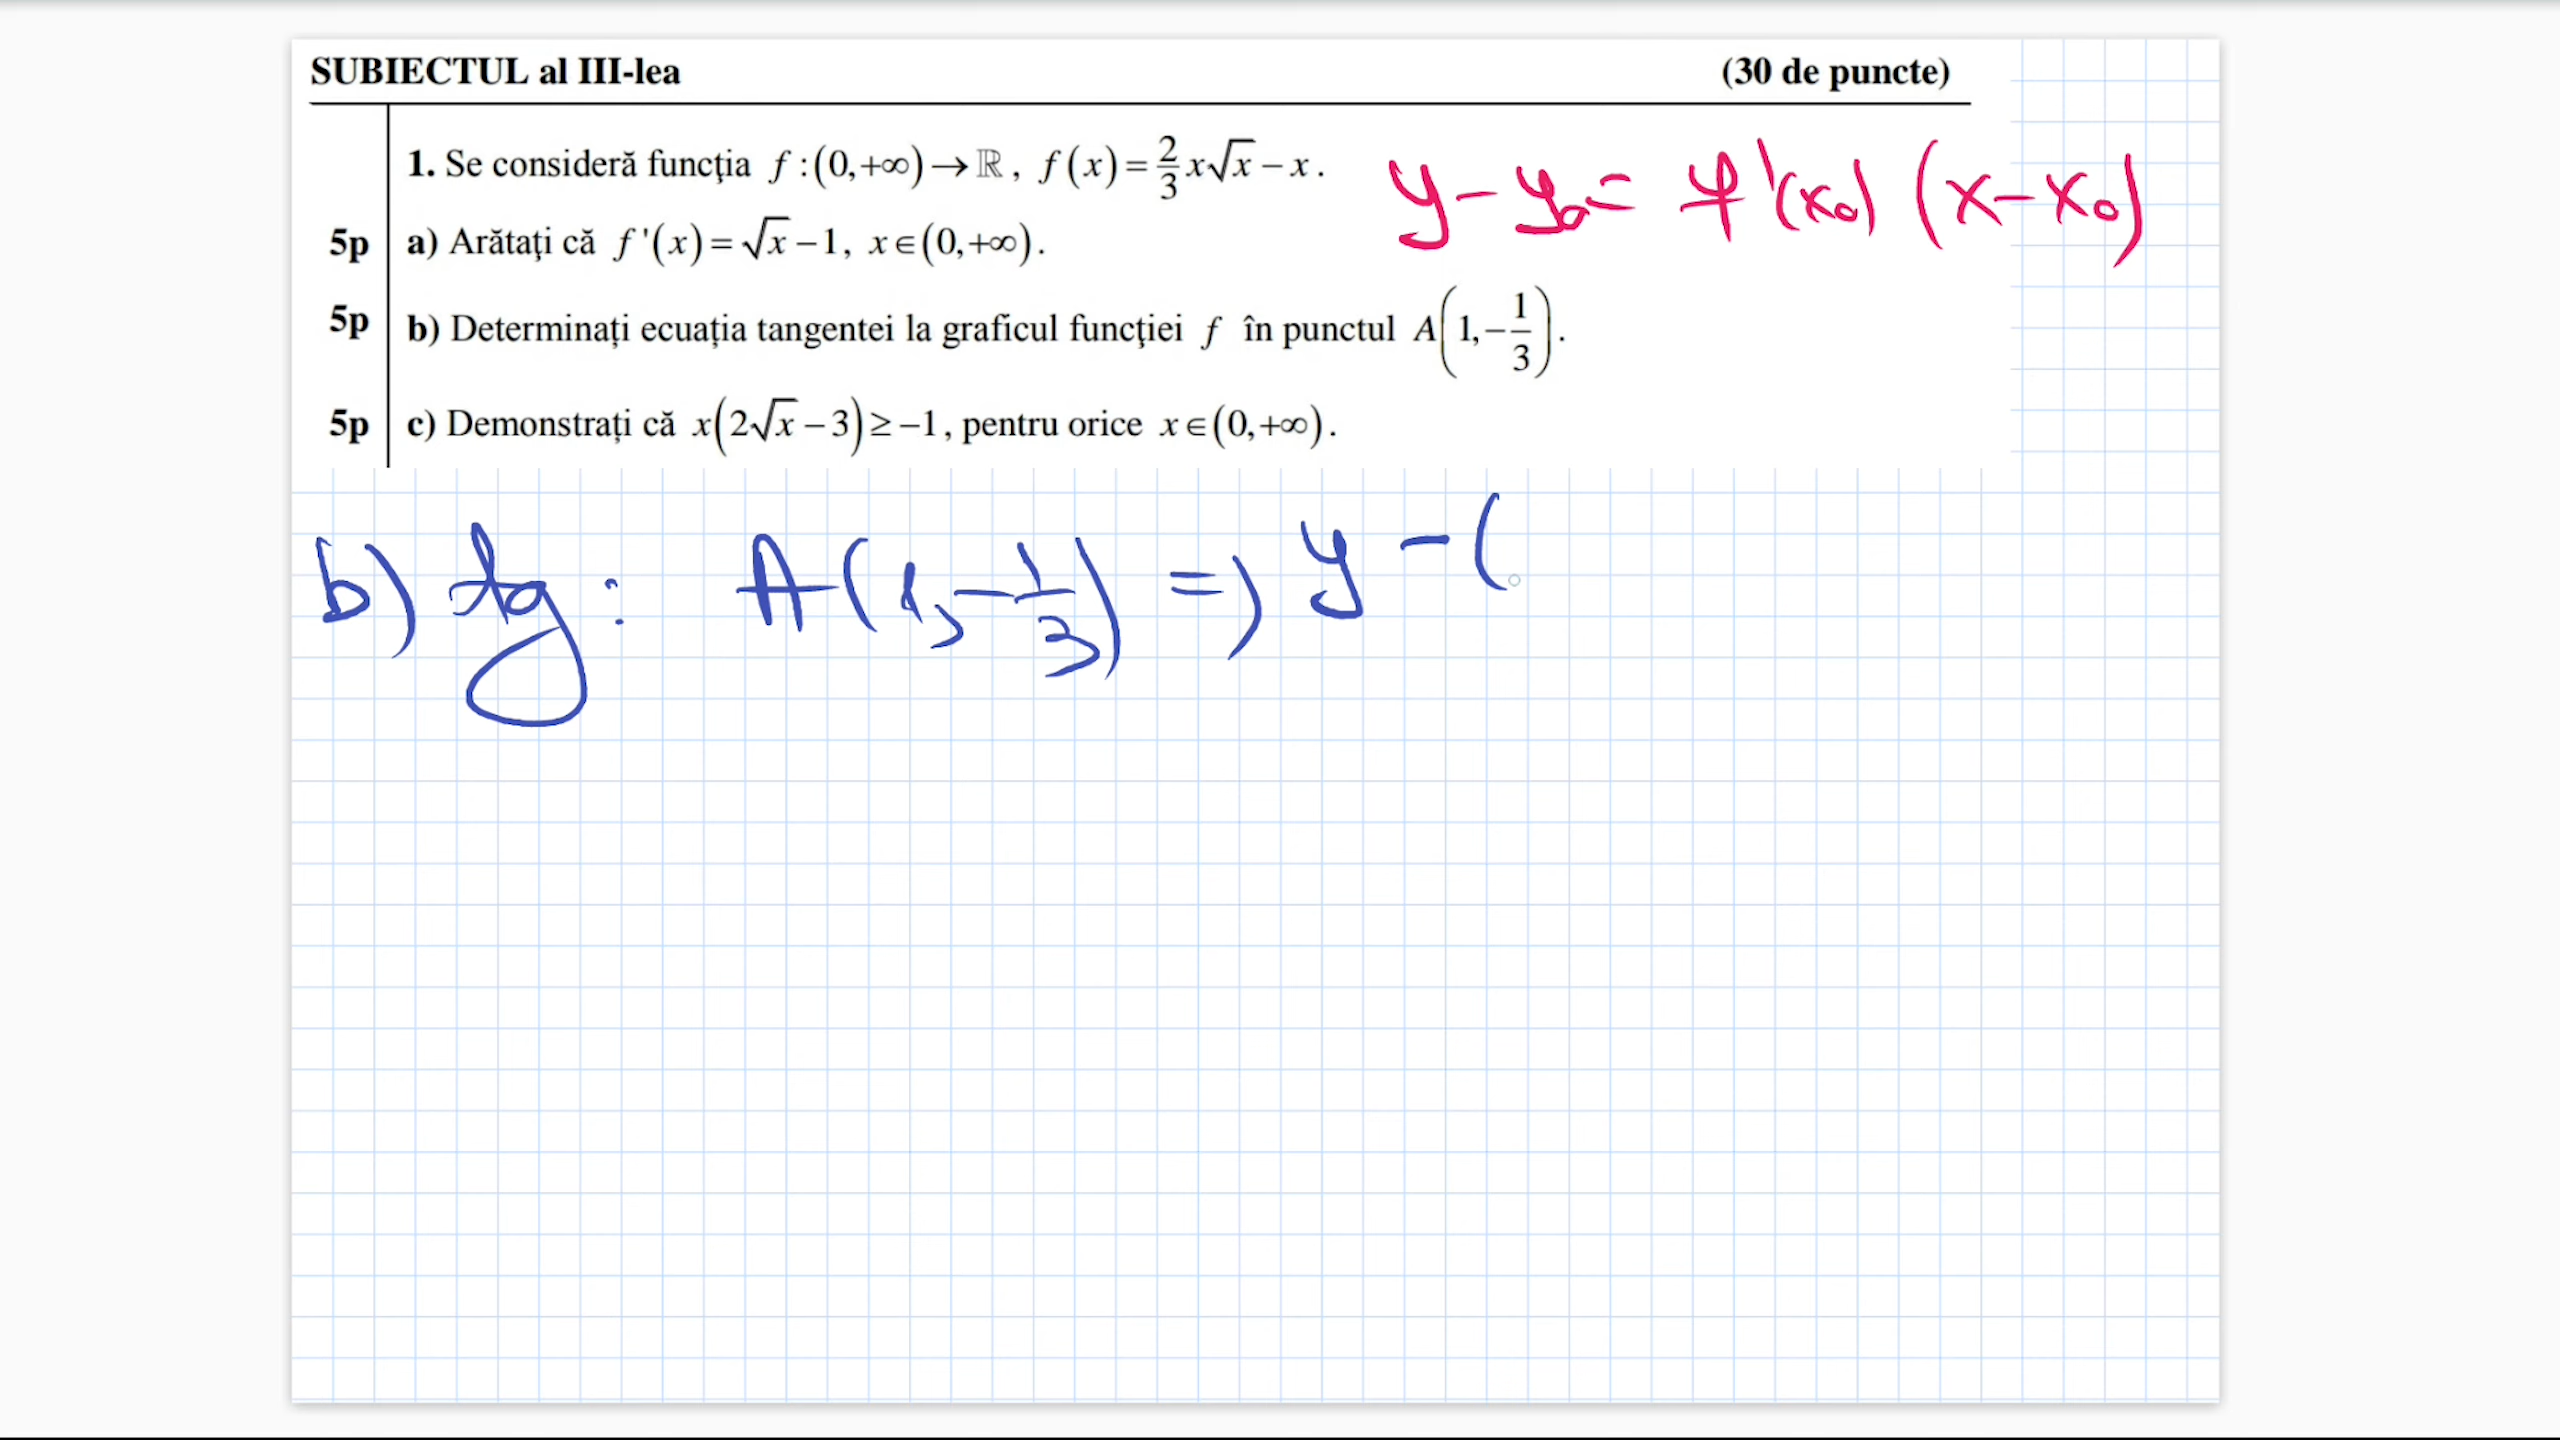 SUBIECTUL al III-lea (30 de puncte)
1. Se consideră funcția f : (0,+∞) → ℝ, f(x) = 2/3 x√x − x.
y - y₀ = f'(x₀) (x - x₀)
5p a) Arătați că f'(x) = √x − 1, x ∈ (0,+∞).
5p b) Determinați ecuația tangentei la graficul funcției f în punctul A(1, −1/3).
5p c) Demonstrați că x(2√x − 3) ≥ −1, pentru orice x ∈ (0,+∞).
b) tg: A(1, -1/3) => y - (